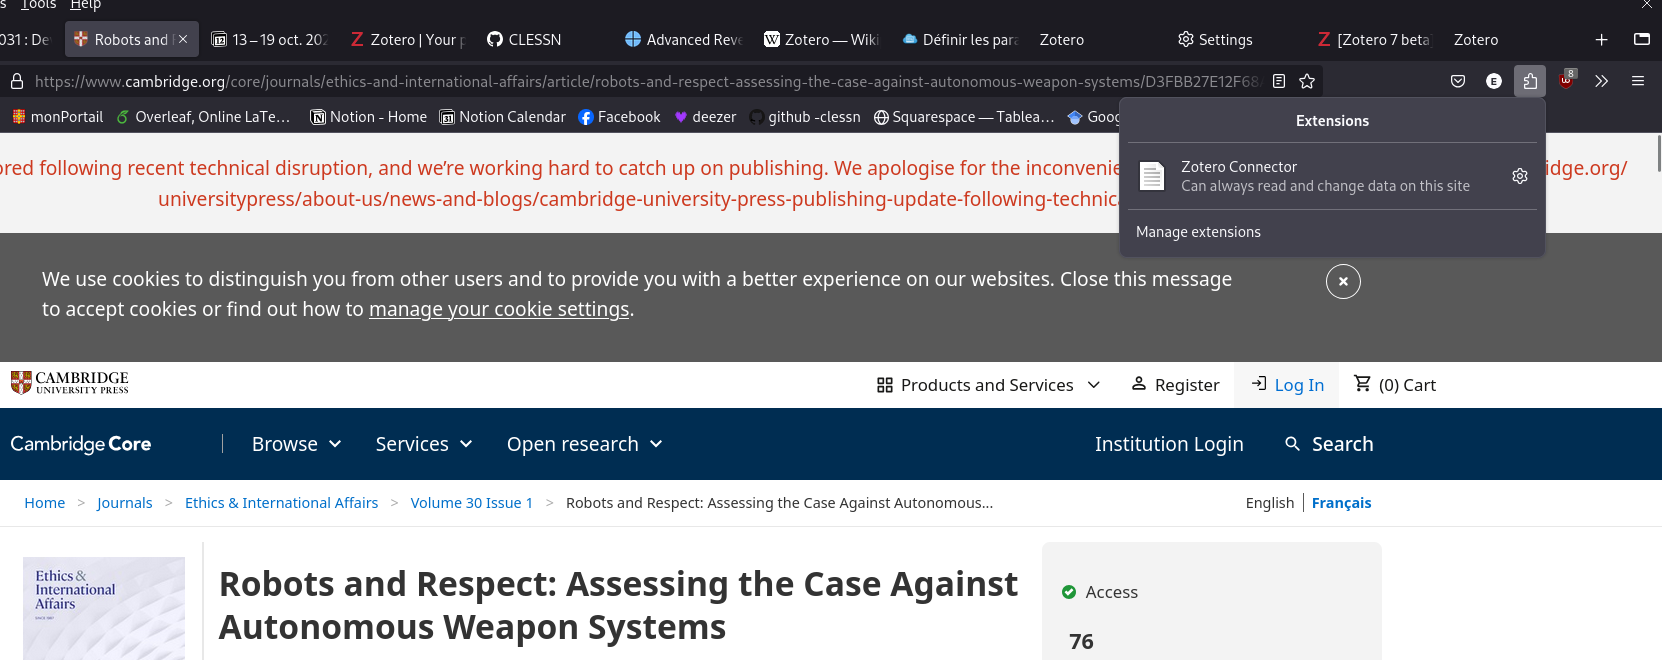 s Tools Help
031 : De
Robots and
13 – 19 oct. 202
Zotero | Your p
CLESSN
Advanced Reve
Zotero — Wiki
Définir les para
Zotero
Settings
[Zotero 7 beta]
Zotero
https://www.cambridge.org/core/journals/ethics-and-international-affairs/article/robots-and-respect-assessing-the-case-against-autonomous-weapon-systems/D3FBB27E12F68
E
8
monPortail
Overleaf, Online LaTe...
Notion - Home
Notion Calendar
Facebook
deezer
github -clessn
Squarespace — Tablea...
Goog
Extensions
Zotero Connector
Can always read and change data on this site
Manage extensions
ored following recent technical disruption, and we're working hard to catch up on publishing. We apologise for the inconvenie idge.org/
universitypress/about-us/news-and-blogs/cambridge-university-press-publishing-update-following-technica
We use cookies to distinguish you from other users and to provide you with a better experience on our websites. Close this message
to accept cookies or find out how to manage your cookie settings.
CAMBRIDGE
UNIVERSITY PRESS
Products and Services
Register
Log In
(0) Cart
Cambridge Core
Browse
Services
Open research
Institution Login
Search
Home > Journals > Ethics & International Affairs > Volume 30 Issue 1 > Robots and Respect: Assessing the Case Against Autonomous...
English | Français
Ethics &
International
Affairs
Robots and Respect: Assessing the Case Against
Autonomous Weapon Systems
Access
76